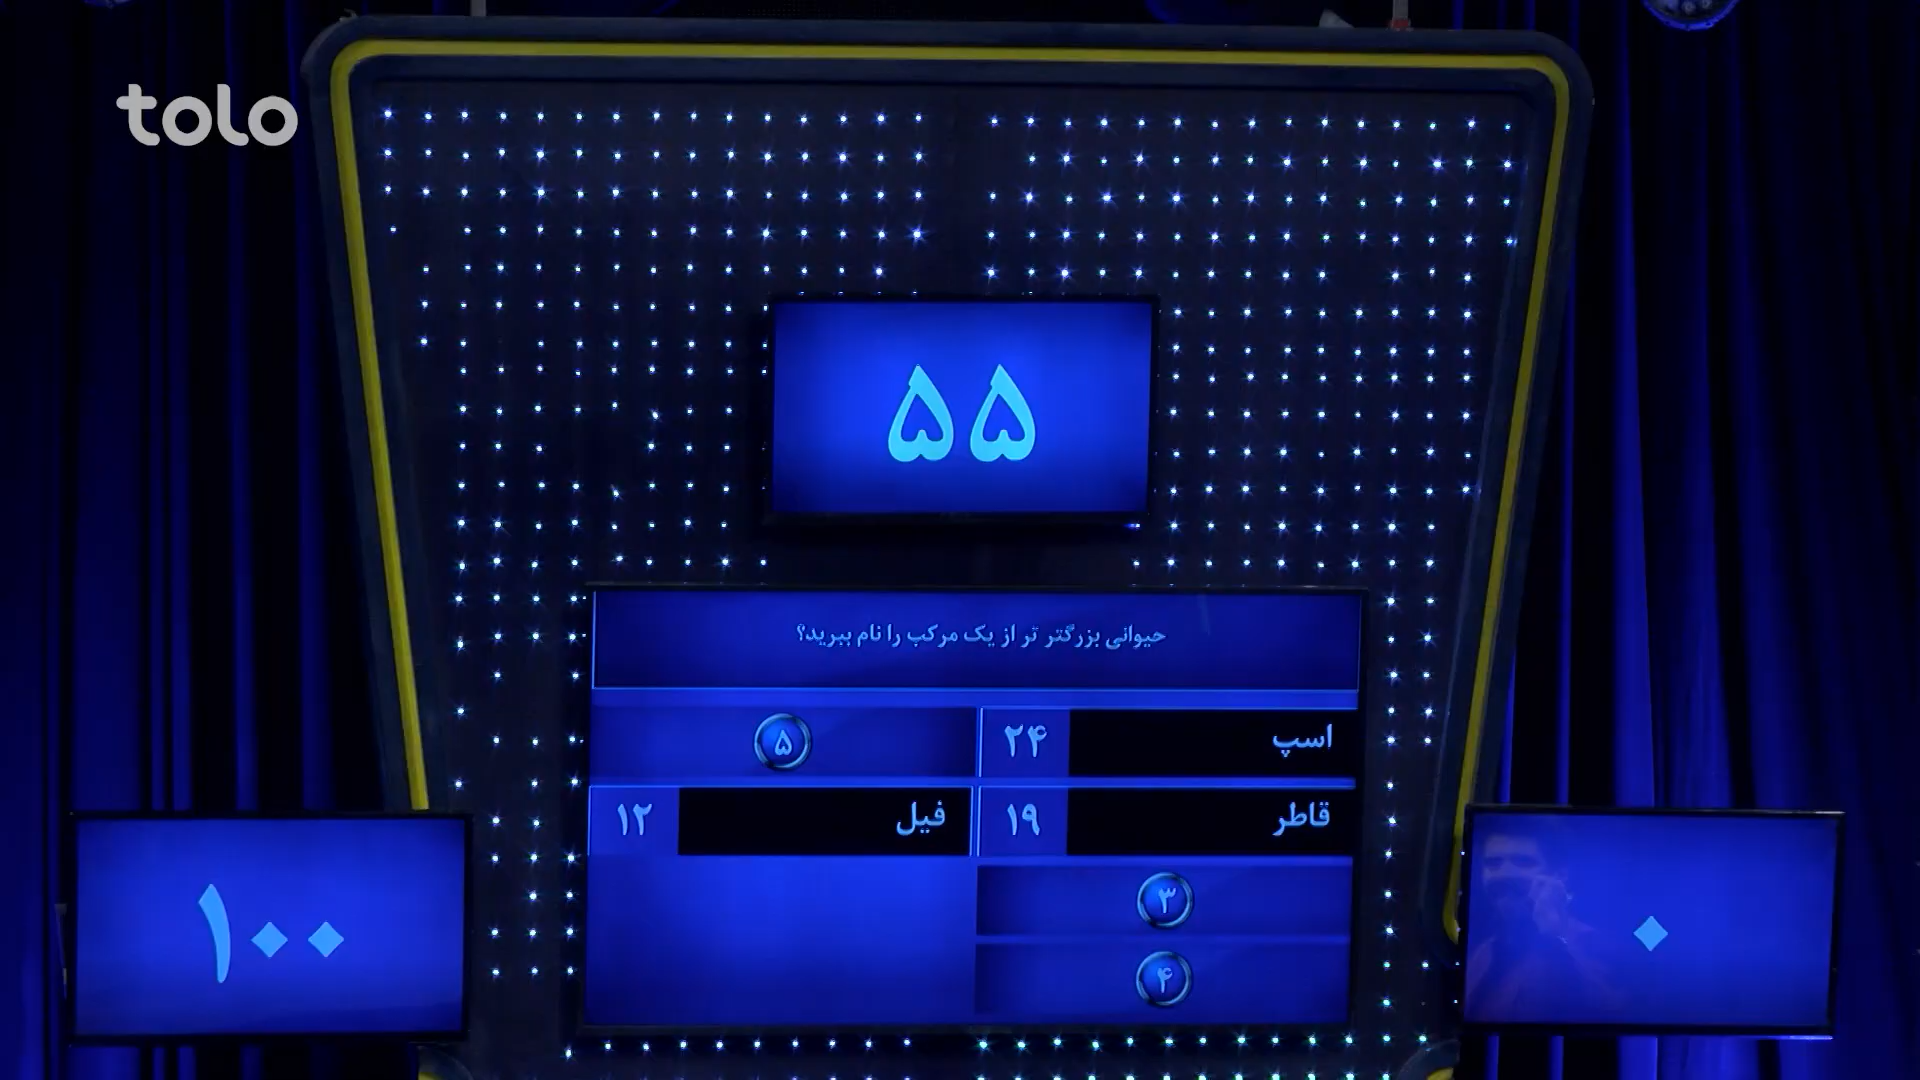 tolo
۵۵
حیوانی بزرگتر تر از یک مرکب را نام ببرید؟
اسپ ۲۴
قاطر ۱۹
۳
۴
۵
فیل ۱۲
۱۰۰
۰